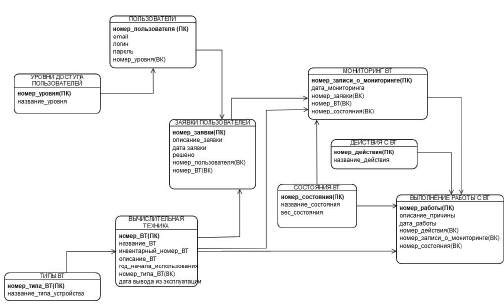 ПОЛЬЗОВАТЕЛИ
номер_пользователя (ПК)
email
логин
пароль
номер_уровня(ВК)
УРОВНИ ДОСТУПА
ПОЛЬЗОВАТЕЛЕЙ
номер_уровня(ПК)
название_уровня
МОНИТОРИНГ ВТ
номер_записи_о_мониторинге(ПК)
дата_мониторинга
номер_заявки(ВК)
номер_ВТ(ВК)
номер_состояния(ВК)
ЗАЯВКИ ПОЛЬЗОВАТЕЛЕЙ
номер_заявки(ПК)
описание_заявки
дата заявки
решено
номер_пользователя(ВК)
номер_ВТ(ВК)
ДЕЙСТВИЯ С ВТ
номер_действия(ПК)
название_действия
СОСТОЯНИЯ ВТ
номер_состояния(ПК)
название_состояния
вес_состояния
ВЫПОЛНЕНИЕ РАБОТЫ С ВТ
номер_работы(ПК)
описание_причины
дата_работы
номер_действия(ВК)
номер_записи_о_мониторинге(ВК)
номер_состояния(ВК)
ВЫЧИСЛИТЕЛЬНАЯ
ТЕХНИКА
номер_ВТ(ПК)
название_ВТ
инвентарный_номер_ВТ
описание_ВТ
год_начала_использования
номер_типа_ВТ(ВК)
дата вывода из эксплуатации
ТИПЫ ВТ
номер_типа_ВТ(ПК)
название_типа_устройства